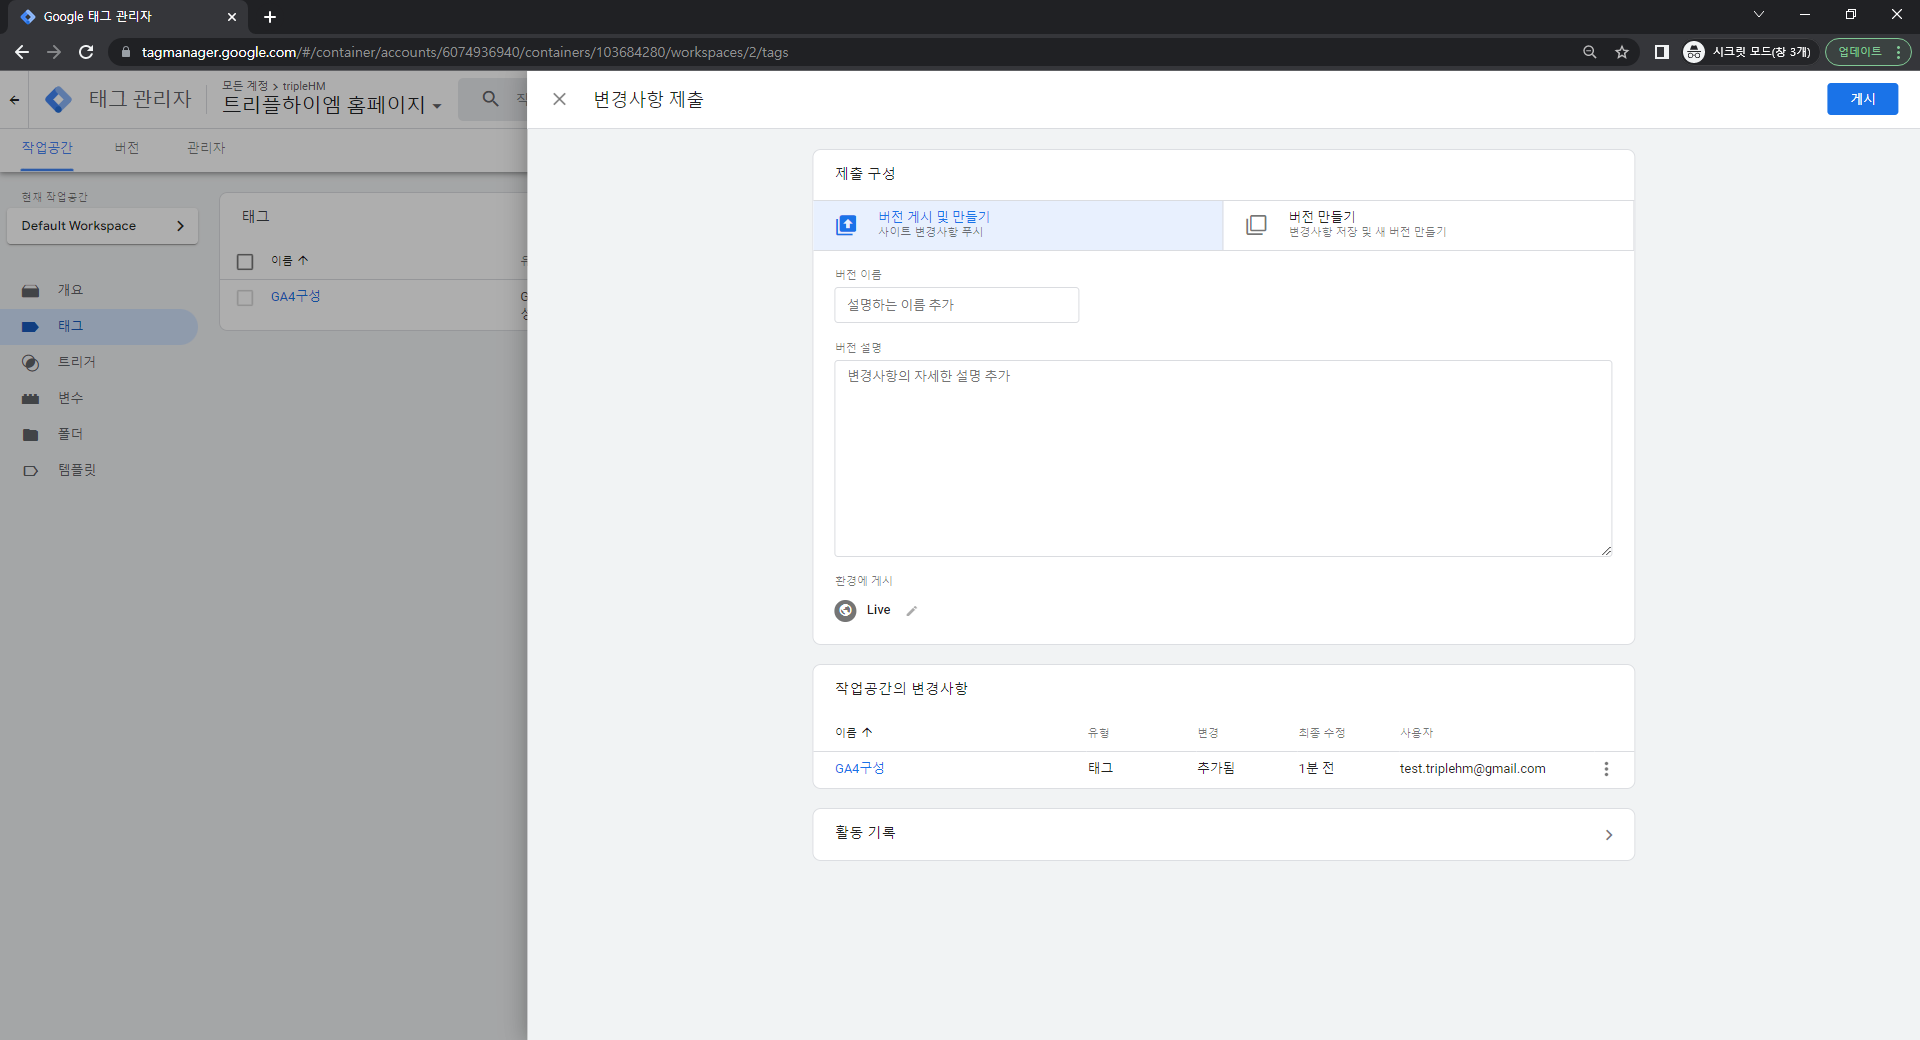 Google 태그 관리자
tagmanager.google.com/#/container/accounts/6074936940/containers/103684280/workspaces/2/tags
시크릿 모드(창 3개)
업데이트
태그 관리자
모든 계정 > tripleHM
트리플하이엠 홈페이지
작업공간
버전
관리자
현재 작업공간
Default Workspace
개요
태그
트리거
변수
폴더
템플릿
태그
이름
GA4구성
변경사항 제출
게시
제출 구성
버전 게시 및 만들기
사이트 변경사항 푸시
버전 만들기
변경사항 저장 및 새 버전 만들기
버전 이름
설명하는 이름 추가
버전 설명
변경사항의 자세한 설명 추가
환경에 게시
Live
작업공간의 변경사항
이름 유형 변경 최종 수정 사용자
GA4구성 태그 추가됨 1분 전 test.triplehm@gmail.com
활동 기록